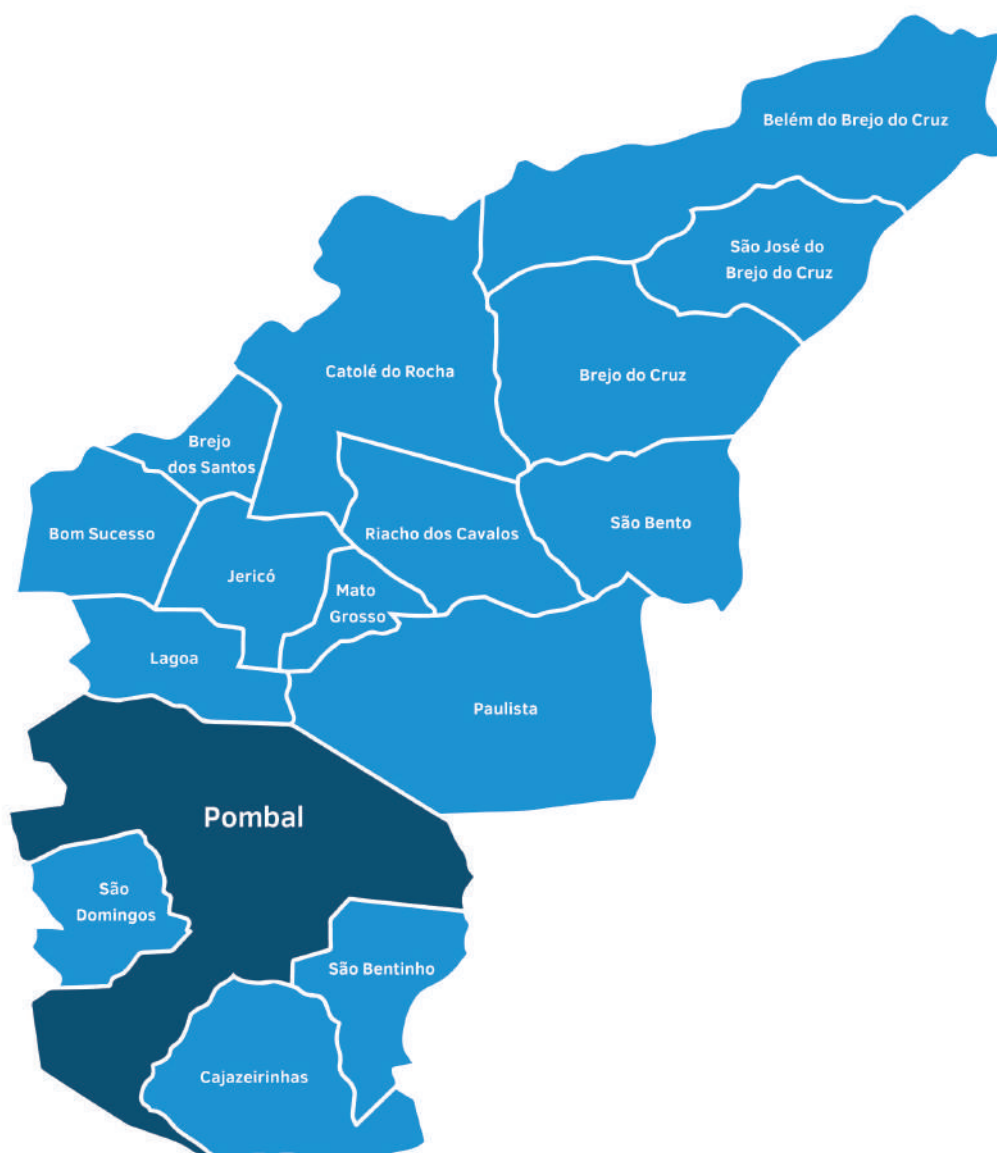 Belém do Brejo do Cruz
São José do
Brejo do Cruz
Catolé do Rocha
Brejo do Cruz
Brejo
dos Santos
Bom Sucesso
Riacho dos Cavalos
São Bento
Jericó
Mato
Grosso
Lagoa
Paulista
Pombal
São
Domingos
São Bentinho
Cajazeirinhas